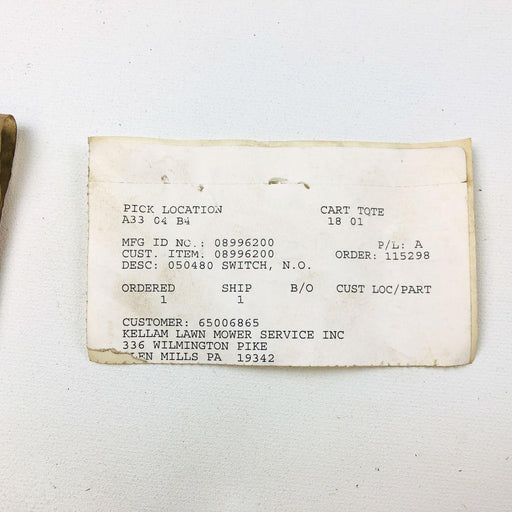 PICK LOCATION CART TOTE
A33 04 B4 18 01
MFG ID NO.: 08996200 P/L: A
CUST. ITEM: 08996200 ORDER: 115298
DESC: 050480 SWITCH, N.O.
ORDERED SHIP B/O CUST LOC/PART
1 1
CUSTOMER: 65006865
KELLAM LAWN MOWER SERVICE INC
336 WILMINGTON PIKE
GLEN MILLS PA 19342